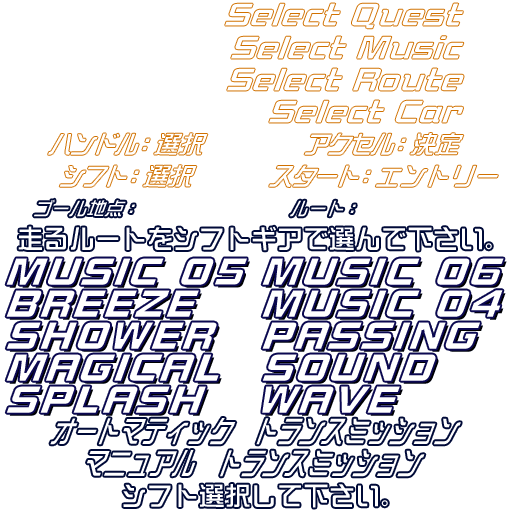 Select Quest
Select Music
Select Route
Select Car
ハンドル：選択　アクセル：決定
シフト：選択　スタート：エントリー
ゴール地点：　ルート：
走るルートをシフトギアで選んで下さい。
MUSIC 05 MUSIC 06
BREEZE MUSIC 04
SHOWER PASSING
MAGICAL SOUND
SPLASH WAVE
オートマティック　トランスミッション
マニュアル　トランスミッション
シフト選択して下さい。